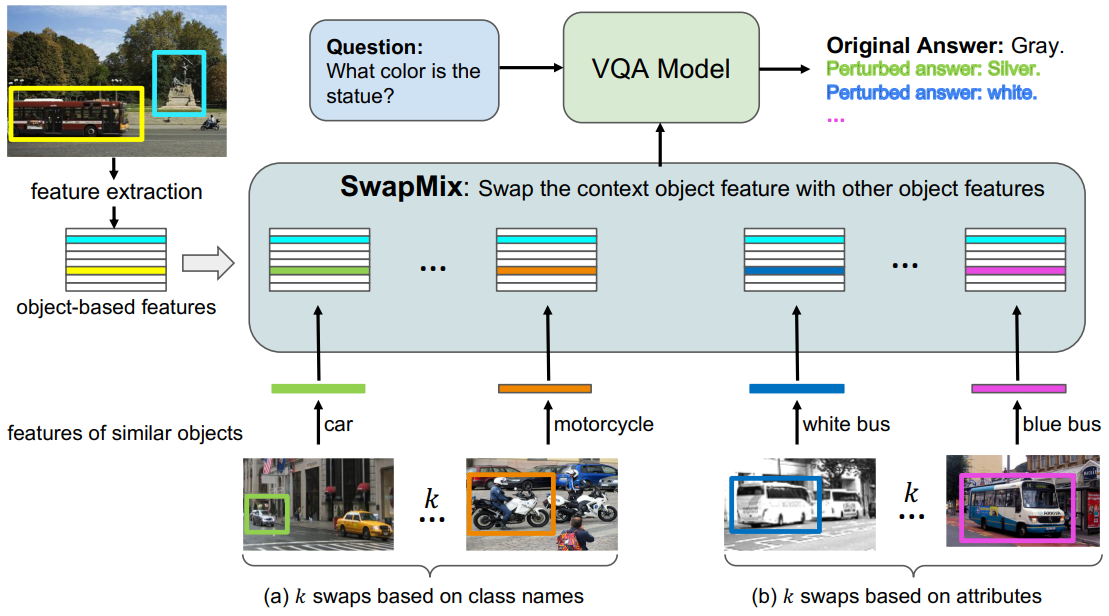 Question:
What color is the
statue?
VQA Model
Original Answer: Gray.
Perturbed answer: Silver.
Perturbed answer: white.
...
feature extraction
SwapMix: Swap the context object feature with other object features
...
...
object-based features
features of similar objects
car
motorcycle
white bus
blue bus
k
...
k
...
(a) k swaps based on class names
(b) k swaps based on attributes